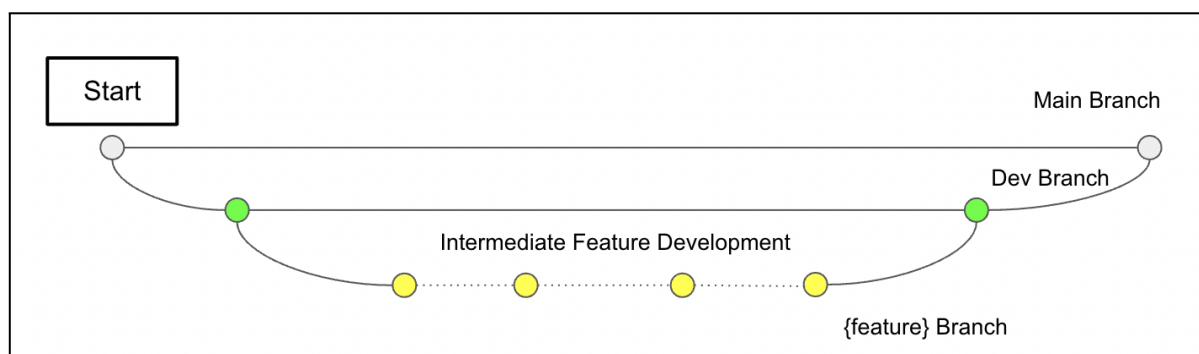 Start
Main Branch
Dev Branch
Intermediate Feature Development
{feature} Branch